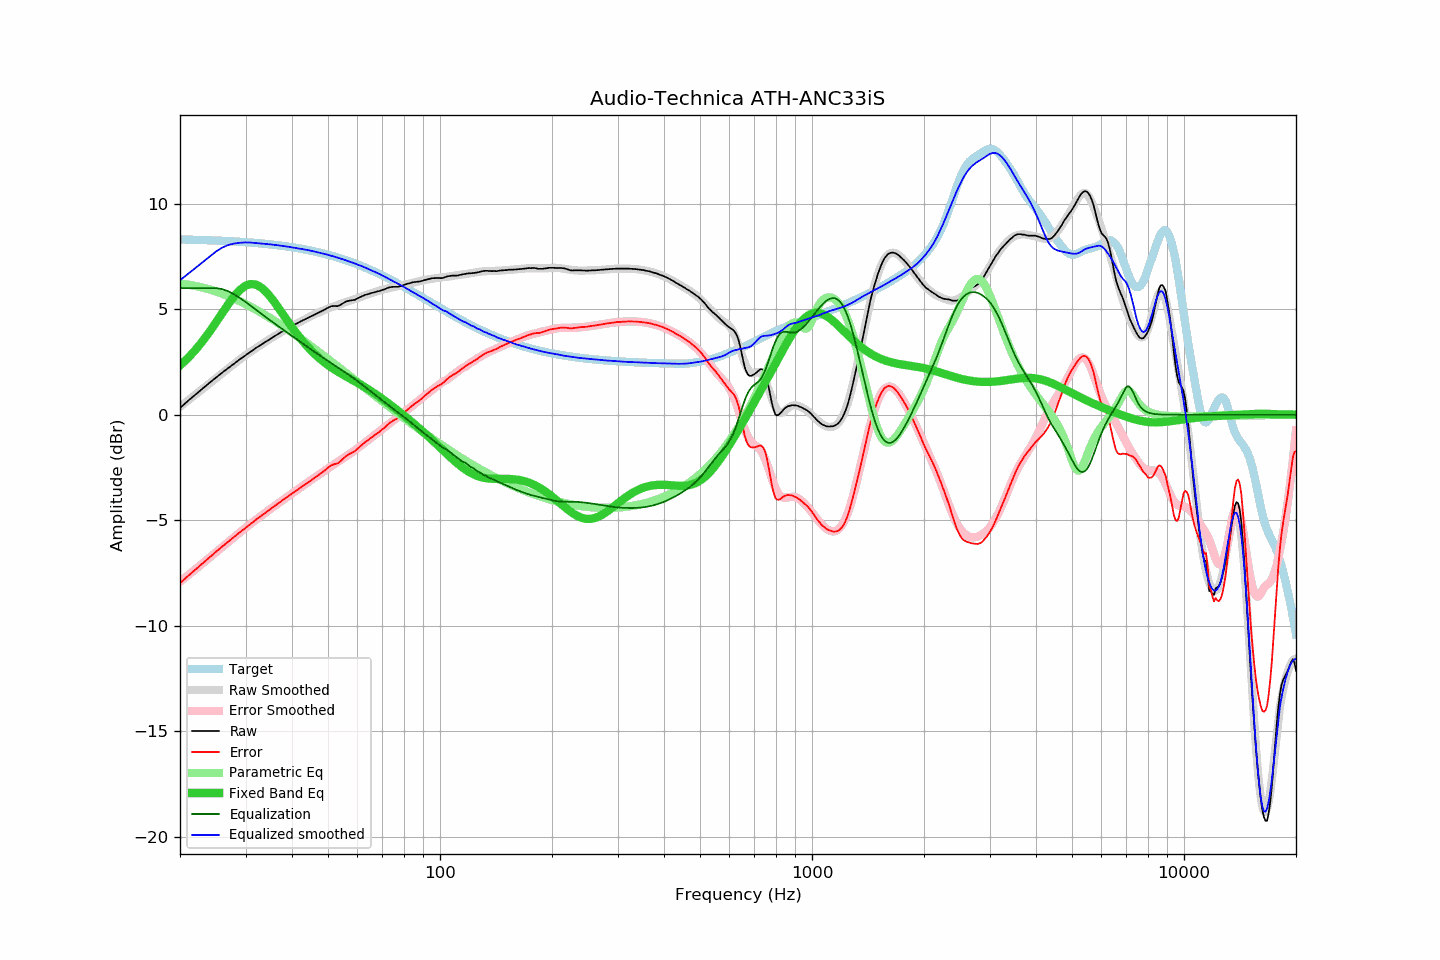 Audio-Technica ATH-ANC33iS
Amplitude (dBr)
10
5
0
−5
−10
−15
−20
Target
Raw Smoothed
Error Smoothed
Raw
Error
Parametric Eq
Fixed Band Eq
Equalization
Equalized smoothed
100
1000
10000
Frequency (Hz)